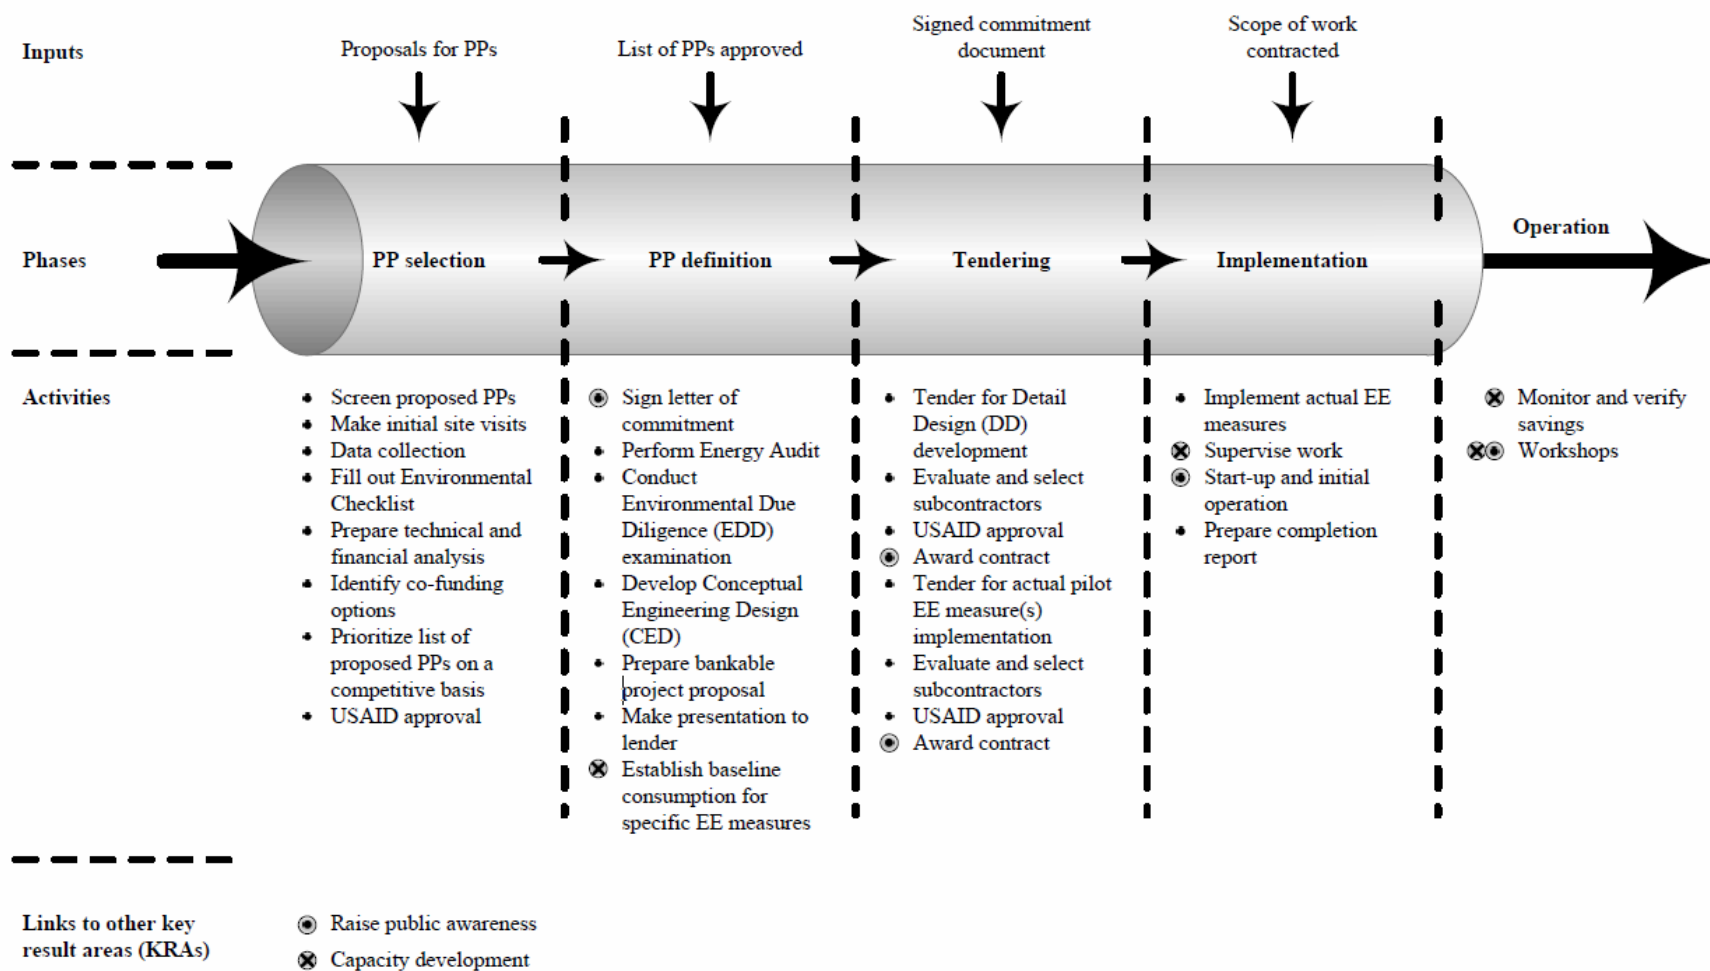 Inputs
Proposals for PPs
List of PPs approved
Signed commitment
document
Scope of work
contracted
Phases
PP selection
PP definition
Tendering
Implementation
Operation
Activities
Screen proposed PPs
Make initial site visits
Data collection
Fill out Environmental
Checklist
Prepare technical and
financial analysis
Identify co-funding
options
Prioritize list of
proposed PPs on a
competitive basis
USAID approval
Sign letter of
commitment
Perform Energy Audit
Conduct
Environmental Due
Diligence (EDD)
examination
Develop Conceptual
Engineering Design
(CED)
Prepare bankable
project proposal
Make presentation to
lender
Establish baseline
consumption for
specific EE measures
Tender for Detail
Design (DD)
development
Evaluate and select
subcontractors
USAID approval
Award contract
Tender for actual pilot
EE measure(s)
implementation
Evaluate and select
subcontractors
USAID approval
Award contract
Implement actual EE
measures
Supervise work
Start-up and initial
operation
Prepare completion
report
Monitor and verify
savings
Workshops
Links to other key
result areas (KRAs)
Raise public awareness
Capacity development